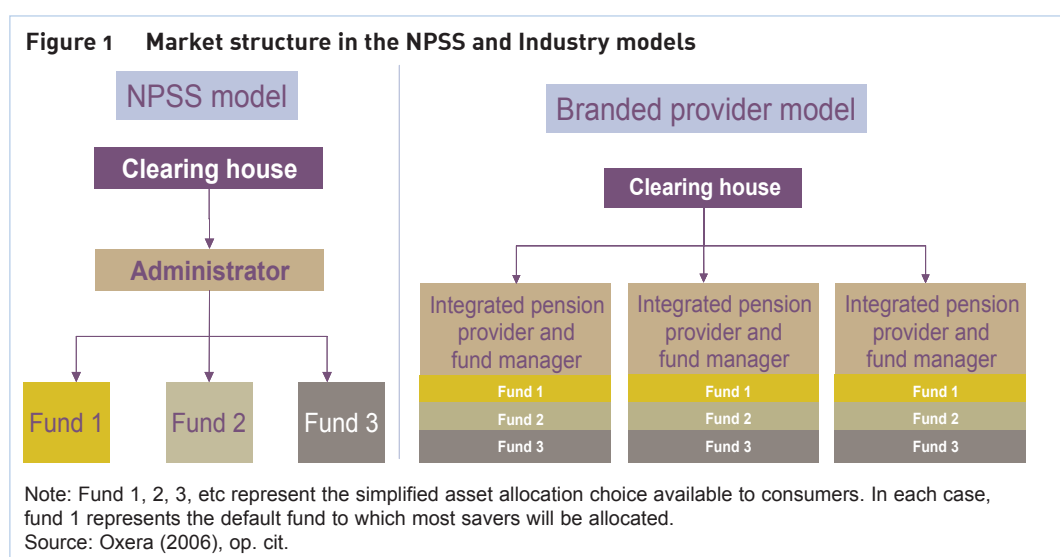 Figure 1 Market structure in the NPSS and Industry models
NPSS model
Clearing house
Administrator
Fund 1
Fund 2
Fund 3
Branded provider model
Clearing house
Integrated pension
provider and
fund manager
Fund 1
Fund 2
Fund 3
Integrated pension
provider and
fund manager
Fund 1
Fund 2
Fund 3
Integrated pension
provider and
fund manager
Fund 1
Fund 2
Fund 3
Note: Fund 1, 2, 3, etc represent the simplified asset allocation choice available to consumers. In each case,
fund 1 represents the default fund to which most savers will be allocated.
Source: Oxera (2006), op. cit.